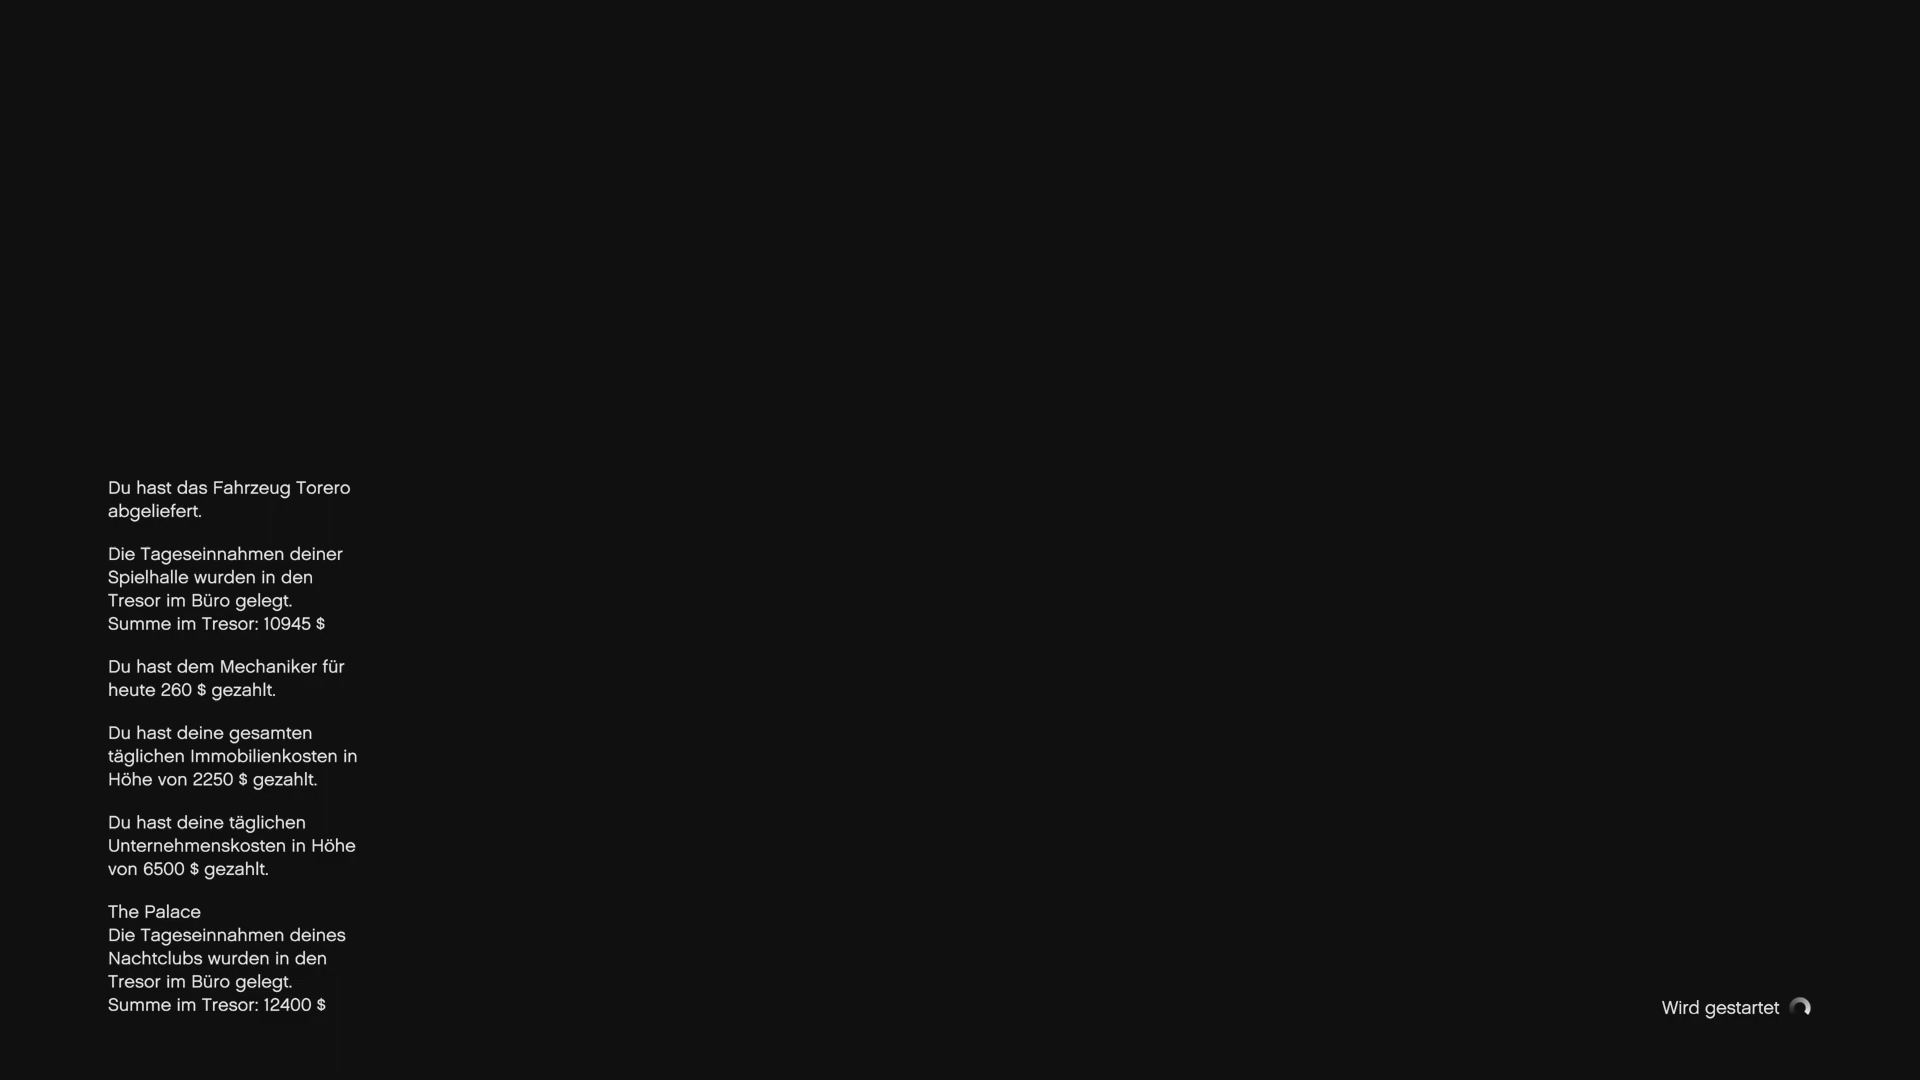 Du hast das Fahrzeug Torero
abgeliefert.
Die Tageseinnahmen deiner
Spielhalle wurden in den
Tresor im Büro gelegt.
Summe im Tresor: 10945 $
Du hast dem Mechaniker für
heute 260 $ gezahlt.
Du hast deine gesamten
täglichen Immobilienkosten in
Höhe von 2250 $ gezahlt.
Du hast deine täglichen
Unternehmenskosten in Höhe
von 6500 $ gezahlt.
The Palace
Die Tageseinnahmen deines
Nachtclubs wurden in den
Tresor im Büro gelegt.
Summe im Tresor: 12400 $
Wird gestartet